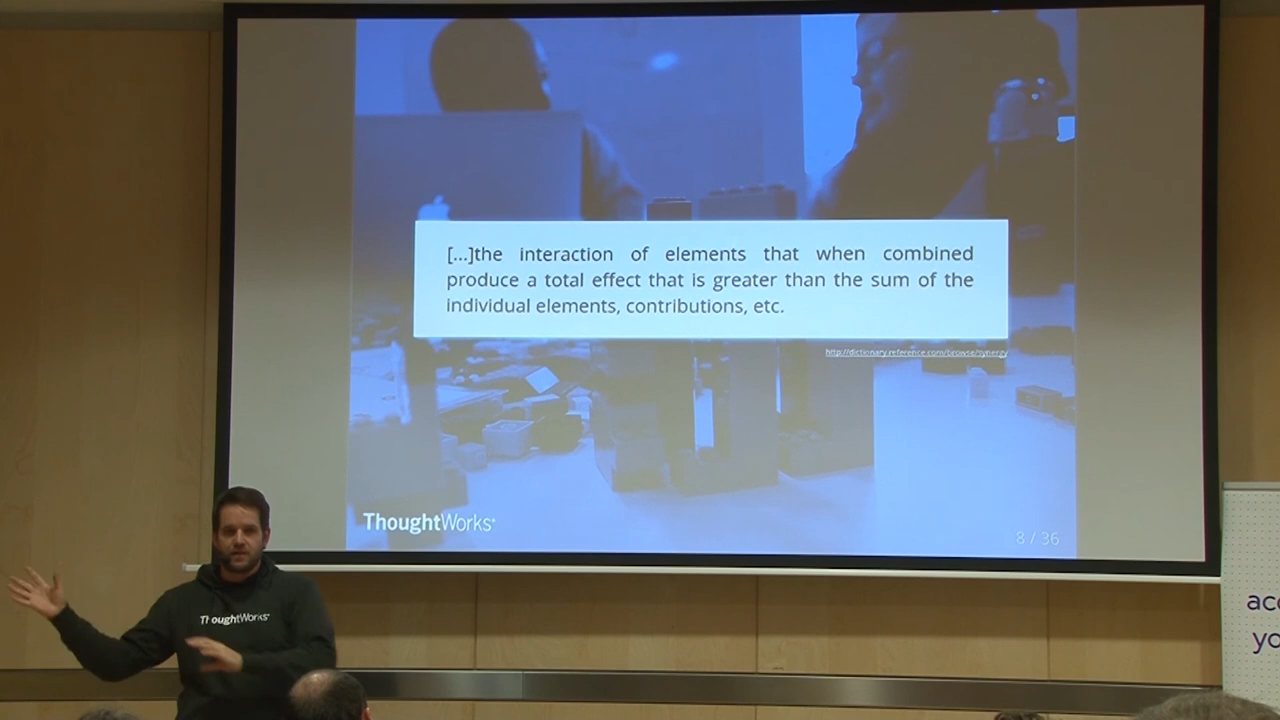 [...]the interaction of elements that when combined
produce a total effect that is greater than the sum of the
individual elements, contributions, etc.
http://dictionary.reference.com/browse/synergy
ThoughtWorks®
8 / 36
ThoughtWorks®
acc
yo